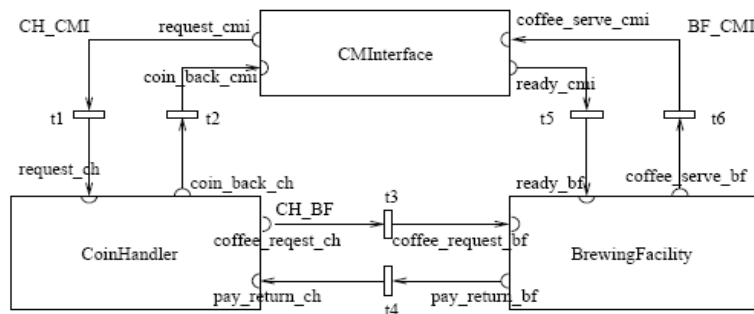 CH_CMI
request_cmi
coffee_serve_cmi
BF_CMI
CMInterface
coin_back_cmi
ready_cmi
t1
t2
t5
t6
request_ch
coin_back_ch
ready_bf
coffee_serve_bf
t3
CH_BF
coffee_reqest_ch
coffee_request_bf
CoinHandler
BrewingFacility
pay_return_ch
pay_return_bf
t4